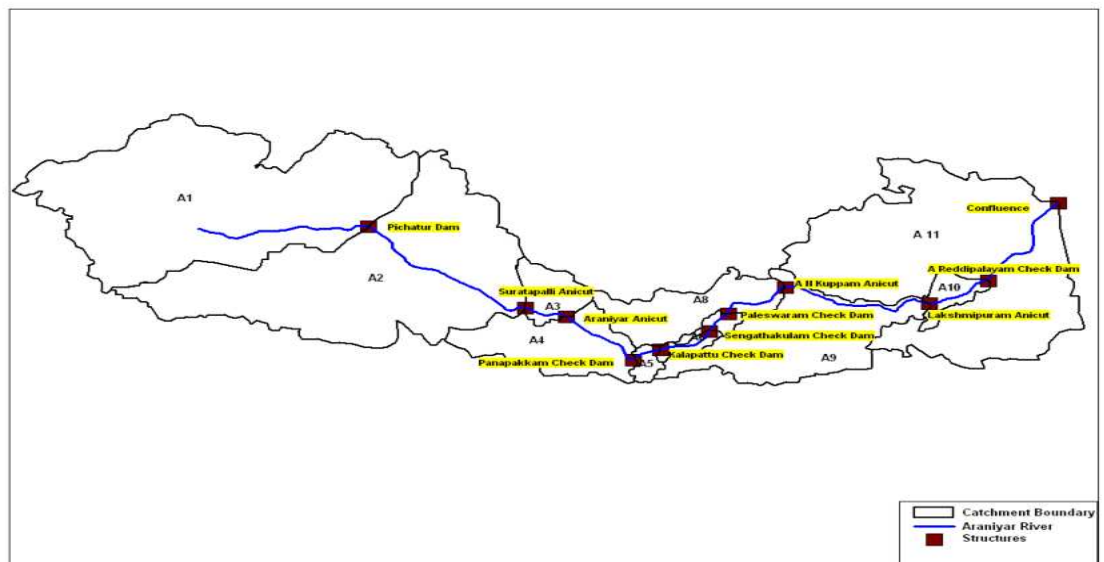 A1
Confluence
Pichatur Dam
A 11
A2
A Reddipalayam Check Dam
A N Kuppam Anicut
A10
Suratapalli Anicut
A8
A3
Paleswaram Check Dam
Lakshmipuram Anicut
Araniyar Anicut
A4
Sengathakulam Check Dam
Kalapattu Check Dam
A9
Panapakkam Check Dam
A5
Catchment Boundary
Araniyar River
Structures